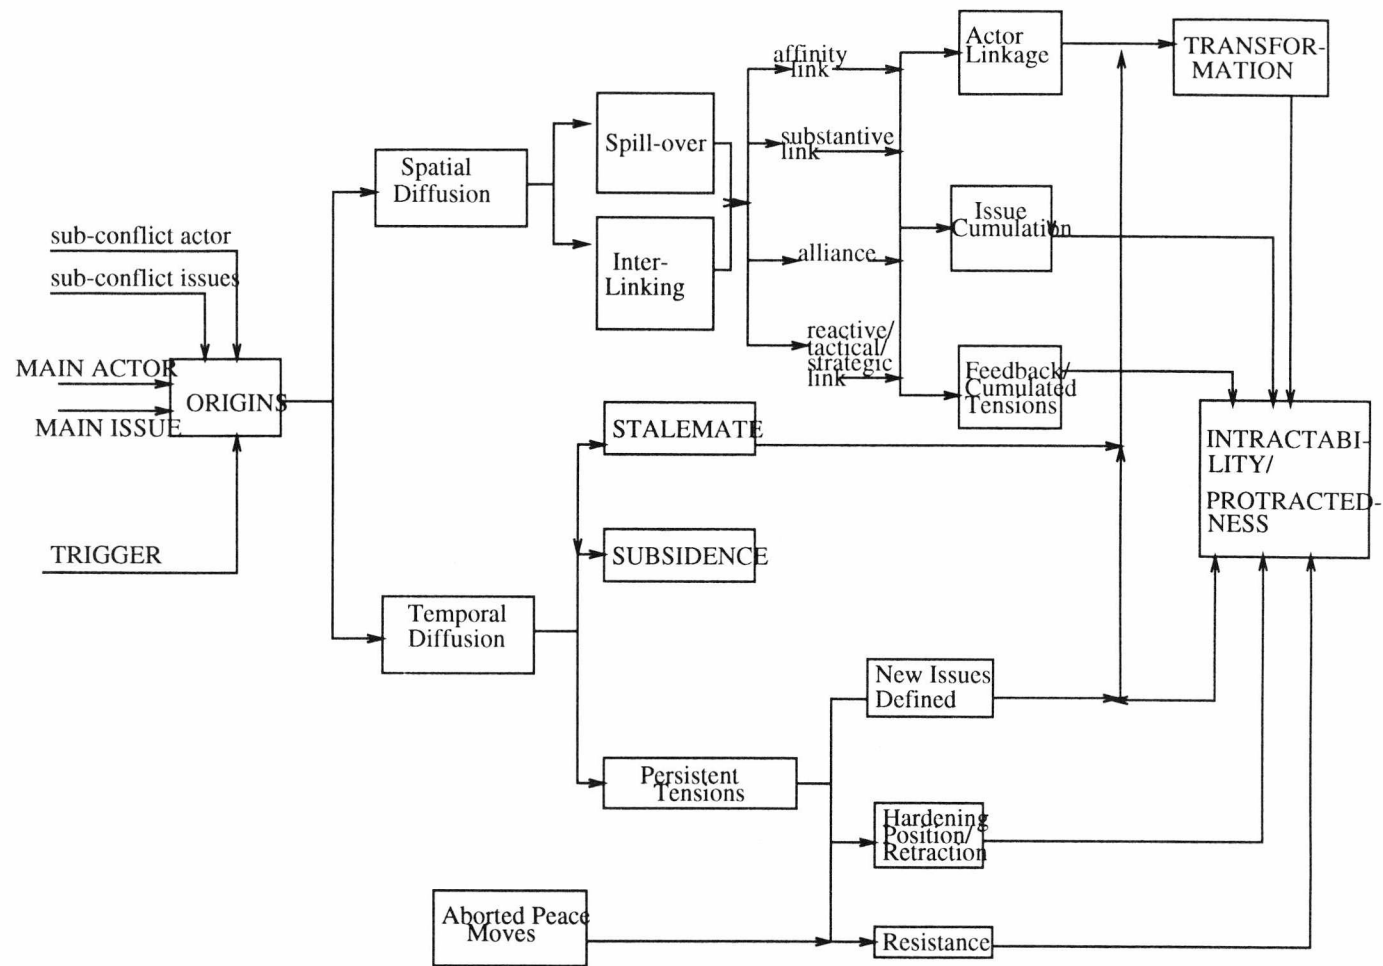 affinity
link
Actor
Linkage
TRANSFOR-
MATION
Spill-over
substantive
link
Spatial
Diffusion
sub-conflict actor
Issue
Cumulation
Inter-
Linking
alliance
sub-conflict issues
reactive/
tactical/
strategic
link
MAIN ACTOR
ORIGINS
MAIN ISSUE
Feedback/
Cumulated
Tensions
STALEMATE
INTRACTABI-
LITY/
PROTRACTED-
NESS
TRIGGER
SUBSIDENCE
Temporal
Diffusion
New Issues
Defined
Persistent
Tensions
Hardening
Position/
Retraction
Aborted Peace
Moves
Resistance